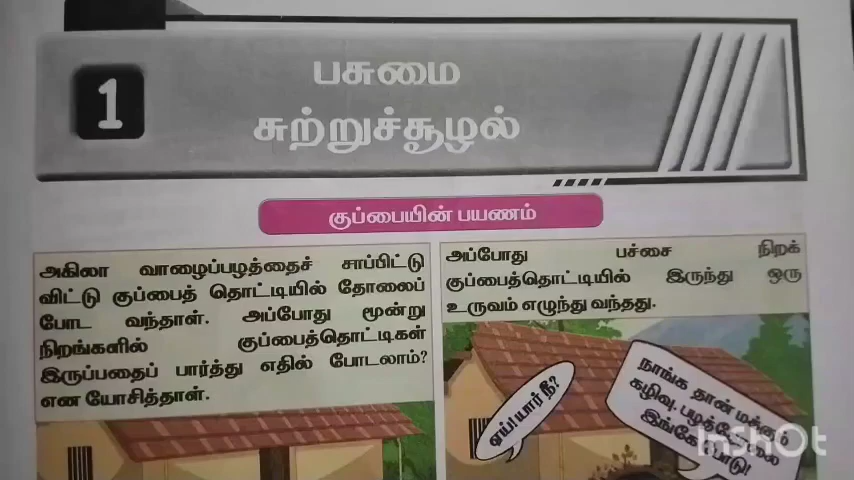 1
பசுமை
சுற்றுச்சூழல்
குப்பையின் பயணம்
அகிலா வாழைப்பழத்தைச் சாப்பிட்டு
விட்டு குப்பைத் தொட்டியில் தோலைப்
போட வந்தாள். அப்போது மூன்று
நிறங்களில் குப்பைத்தொட்டிகள்
இருப்பதைப் பார்த்து எதில் போடலாம்?
என யோசித்தாள்.
அப்போது பச்சை நிறக்
குப்பைத்தொட்டியில் இருந்து ஒரு
உருவம் எழுந்து வந்தது.
ஏய்! யார் நீ?
நாங்க தான் மக்கும்
கழிவு.
இங்கே போடு!
InShOt